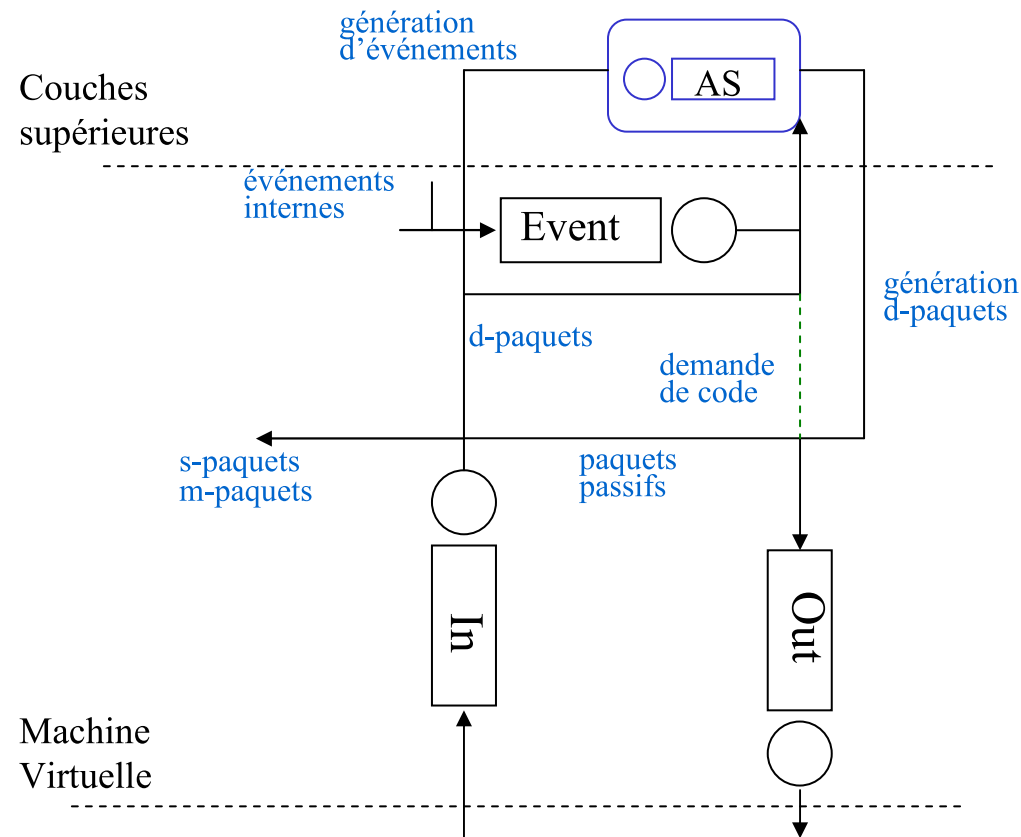 génération
d'événements
AS
Couches
supérieures
événements
internes
Event
génération
d-paquets
d-paquets
demande
de code
s-paquets
m-paquets
paquets
passifs
In
Out
Machine
Virtuelle